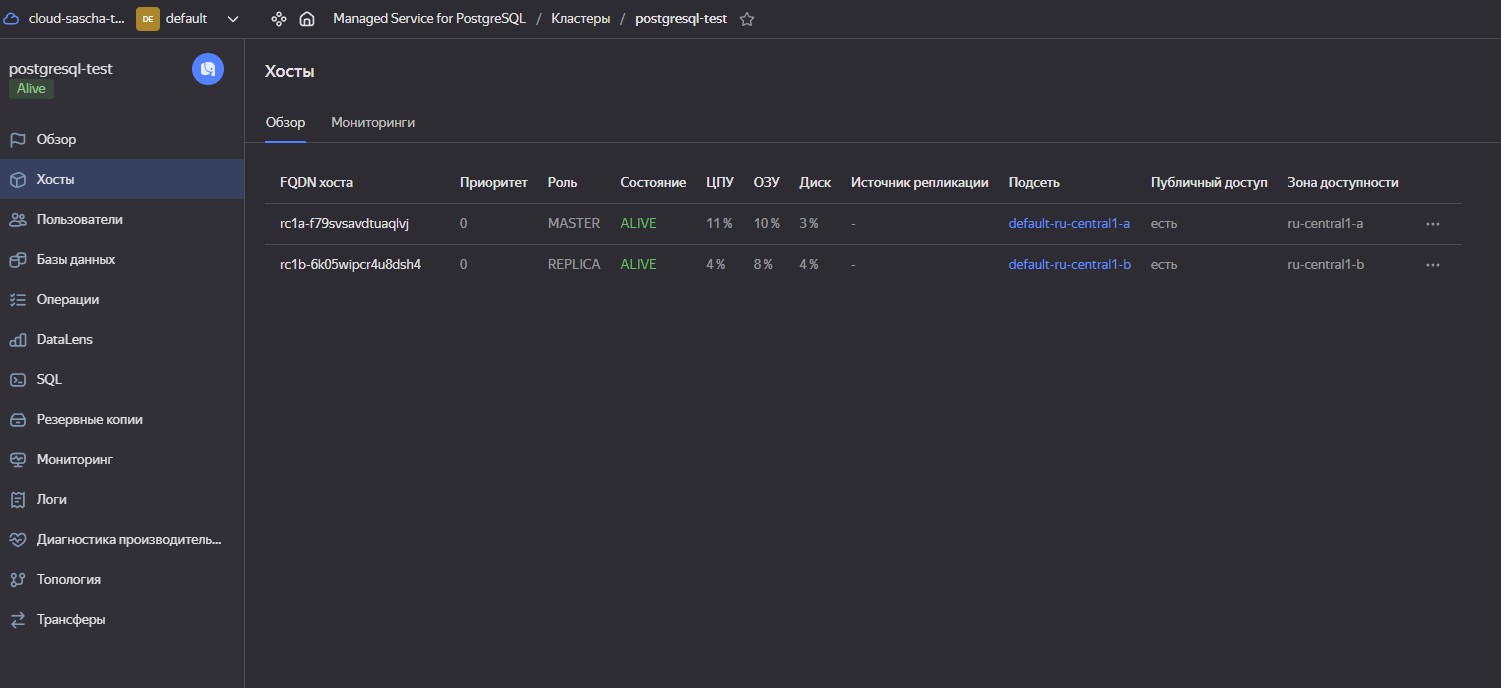 cloud-sascha-t... DE default Managed Service for PostgreSQL / Кластеры / postgresql-test
postgresql-test
Alive
Обзор
Хосты
Пользователи
Базы данных
Операции
DataLens
SQL
Резервные копии
Мониторинг
Логи
Диагностика производитель...
Топология
Трансферы
Хосты
Обзор Мониторинги
FQDN хоста Приоритет Роль Состояние ЦПУ ОЗУ Диск Источник репликации Подсеть Публичный доступ Зона доступности
rc1a-f79svsavdtuaqlvj 0 MASTER ALIVE 11 % 10 % 3 % - default-ru-central1-a есть ru-central1-a ...
rc1b-6k05wipcr4u8dsh4 0 REPLICA ALIVE 4 % 8 % 4 % - default-ru-central1-b есть ru-central1-b ...